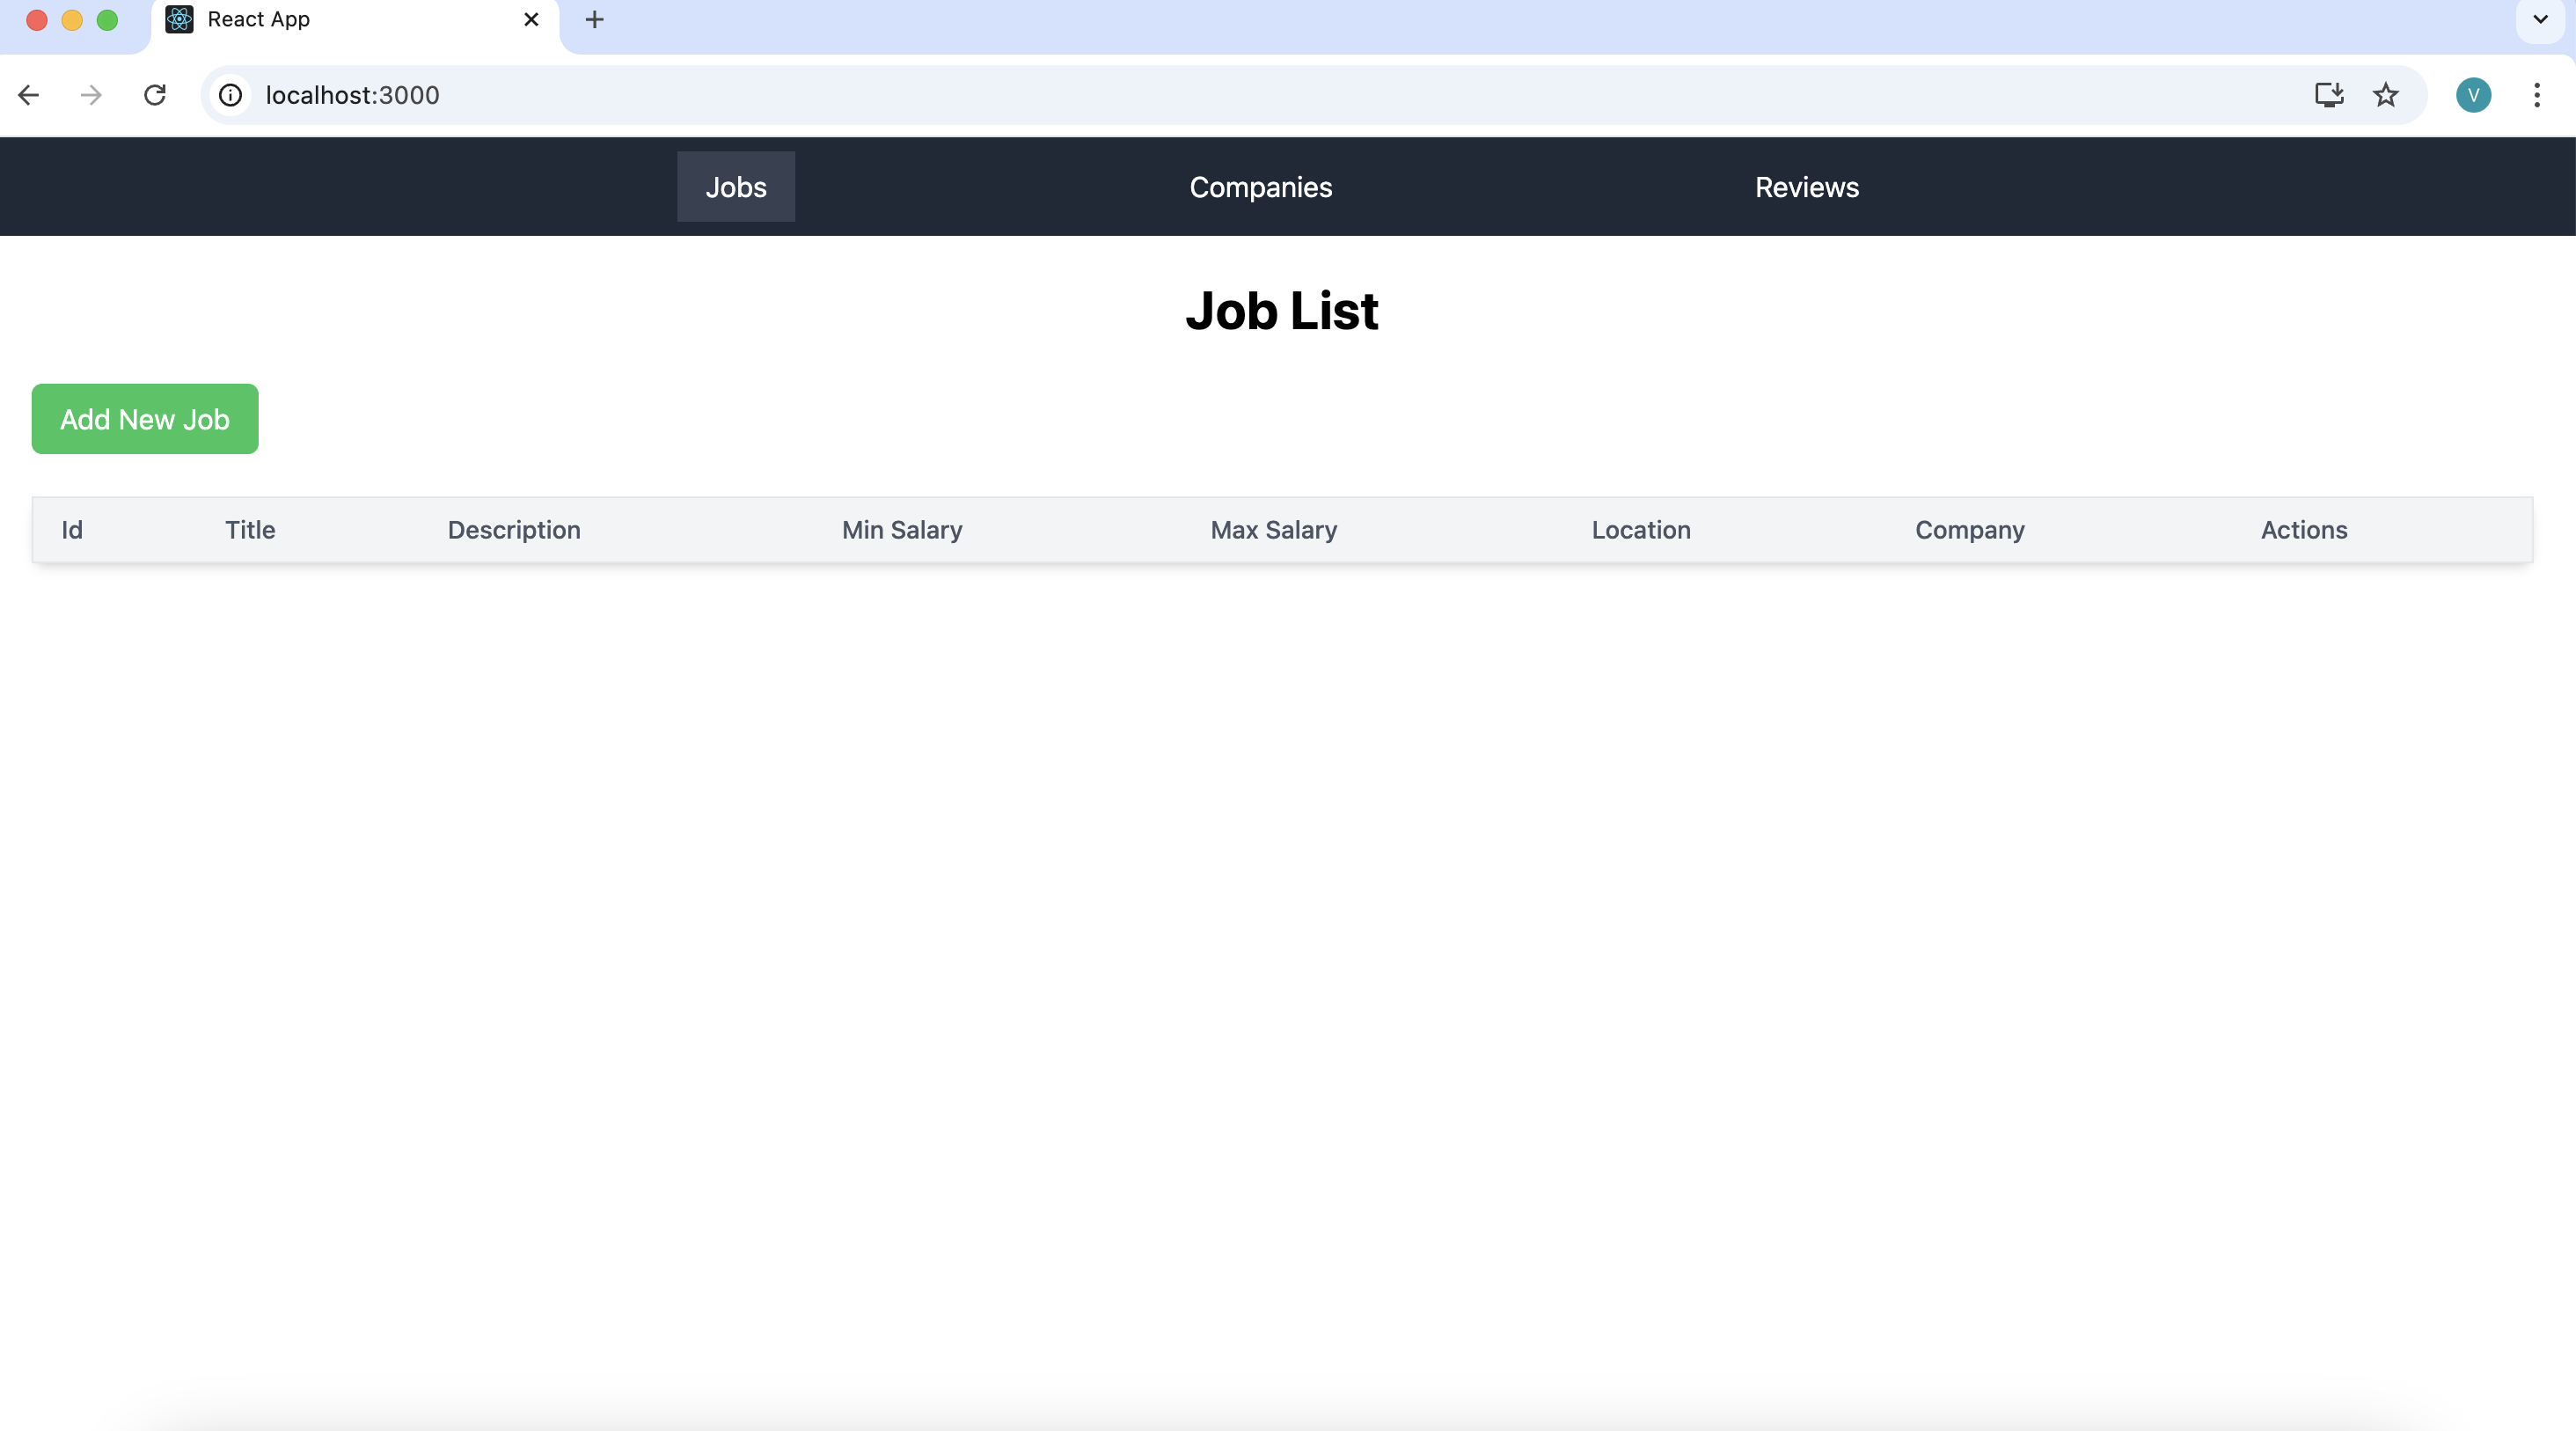 React App
localhost:3000
Jobs Companies Reviews
Job List
Add New Job
Id Title Description Min Salary Max Salary Location Company Actions
V